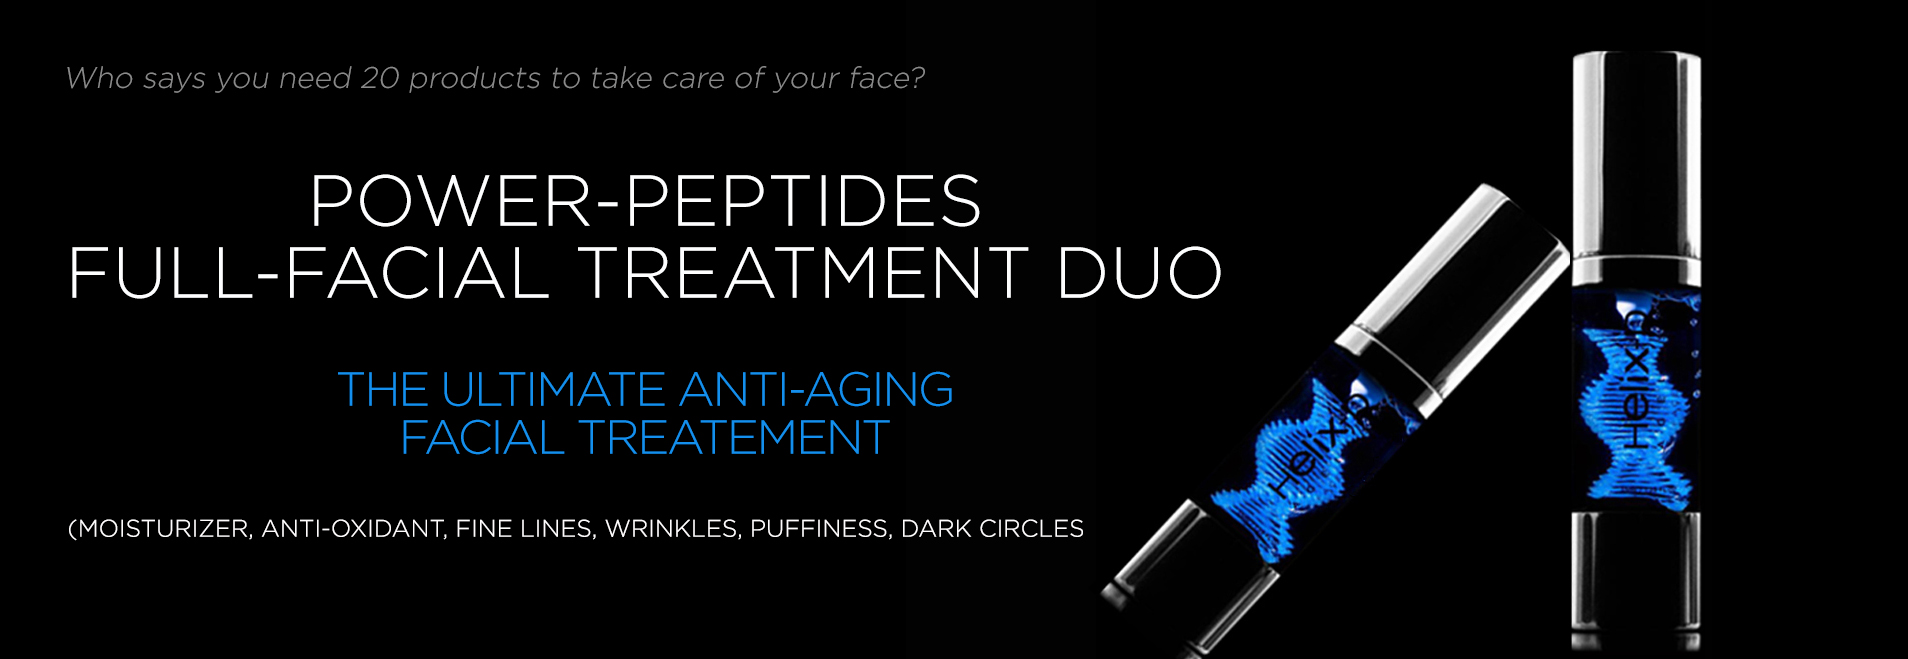 Who says you need 20 products to take care of your face?
POWER-PEPTIDES
FULL-FACIAL TREATMENT DUO
THE ULTIMATE ANTI-AGING
FACIAL TREATEMENT
(MOISTURIZER, ANTI-OXIDANT, FINE LINES, WRINKLES, PUFFINESS, DARK CIRCLES
Helix
Helix